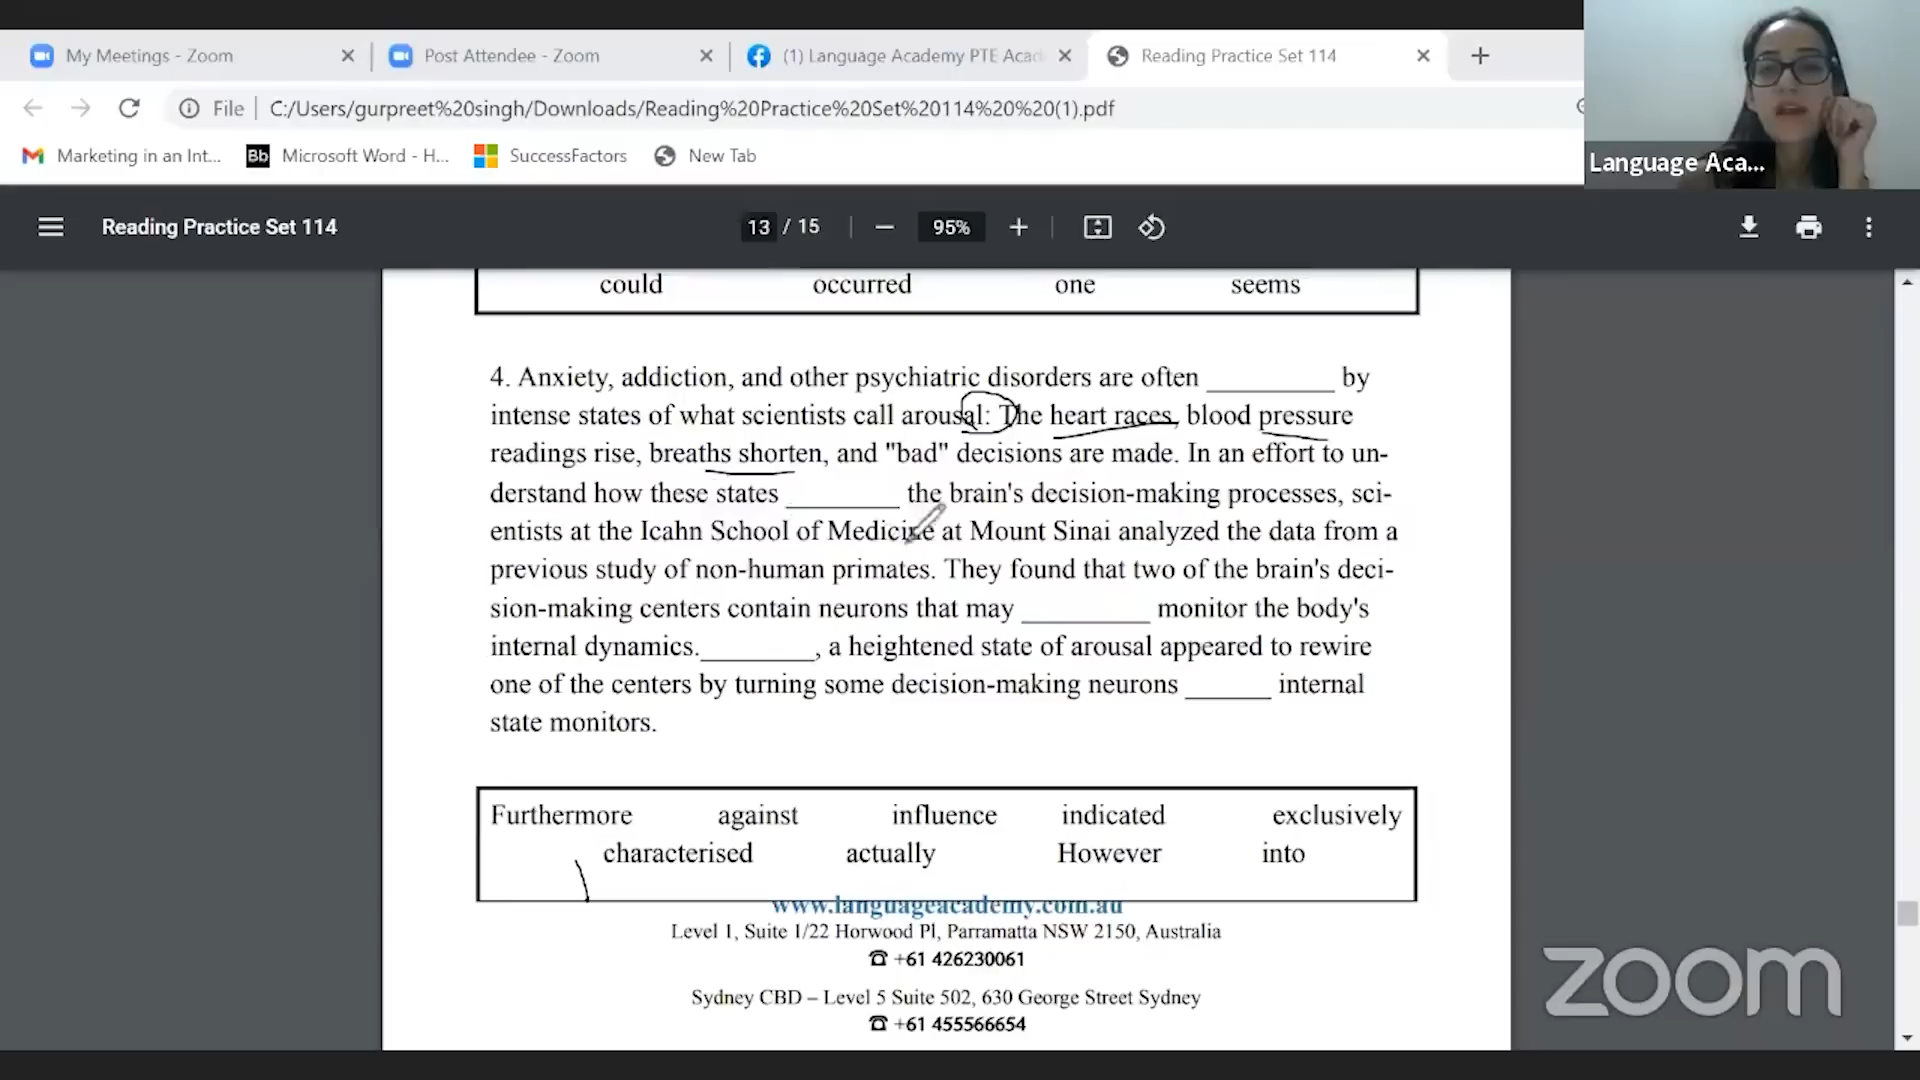 My Meetings - Zoom
Post Attendee - Zoom
(1) Language Academy PTE Acad
Reading Practice Set 114
File
C:/Users/gurpreet%20singh/Downloads/Reading%20Practice%20Set%20114%20%20(1).pdf
Marketing in an Int...
Bb Microsoft Word - H...
SuccessFactors
New Tab
Language Aca...
Reading Practice Set 114
13 / 15
95%
could occurred one seems
4. Anxiety, addiction, and other psychiatric disorders are often __________ by
intense states of what scientists call arousal: The heart races, blood pressure
readings rise, breaths shorten, and "bad" decisions are made. In an effort to un-
derstand how these states _________ the brain's decision-making processes, sci-
entists at the Icahn School of Medicine at Mount Sinai analyzed the data from a
previous study of non-human primates. They found that two of the brain's deci-
sion-making centers contain neurons that may __________ monitor the body's
internal dynamics._________, a heightened state of arousal appeared to rewire
one of the centers by turning some decision-making neurons _______ internal
state monitors.
Furthermore against influence indicated exclusively
characterised actually However into
www.languageacademy.com.au
Level 1, Suite 1/22 Horwood Pl, Parramatta NSW 2150, Australia
☎ +61 426230061
Sydney CBD – Level 5 Suite 502, 630 George Street Sydney
☎ +61 455566654
zoom